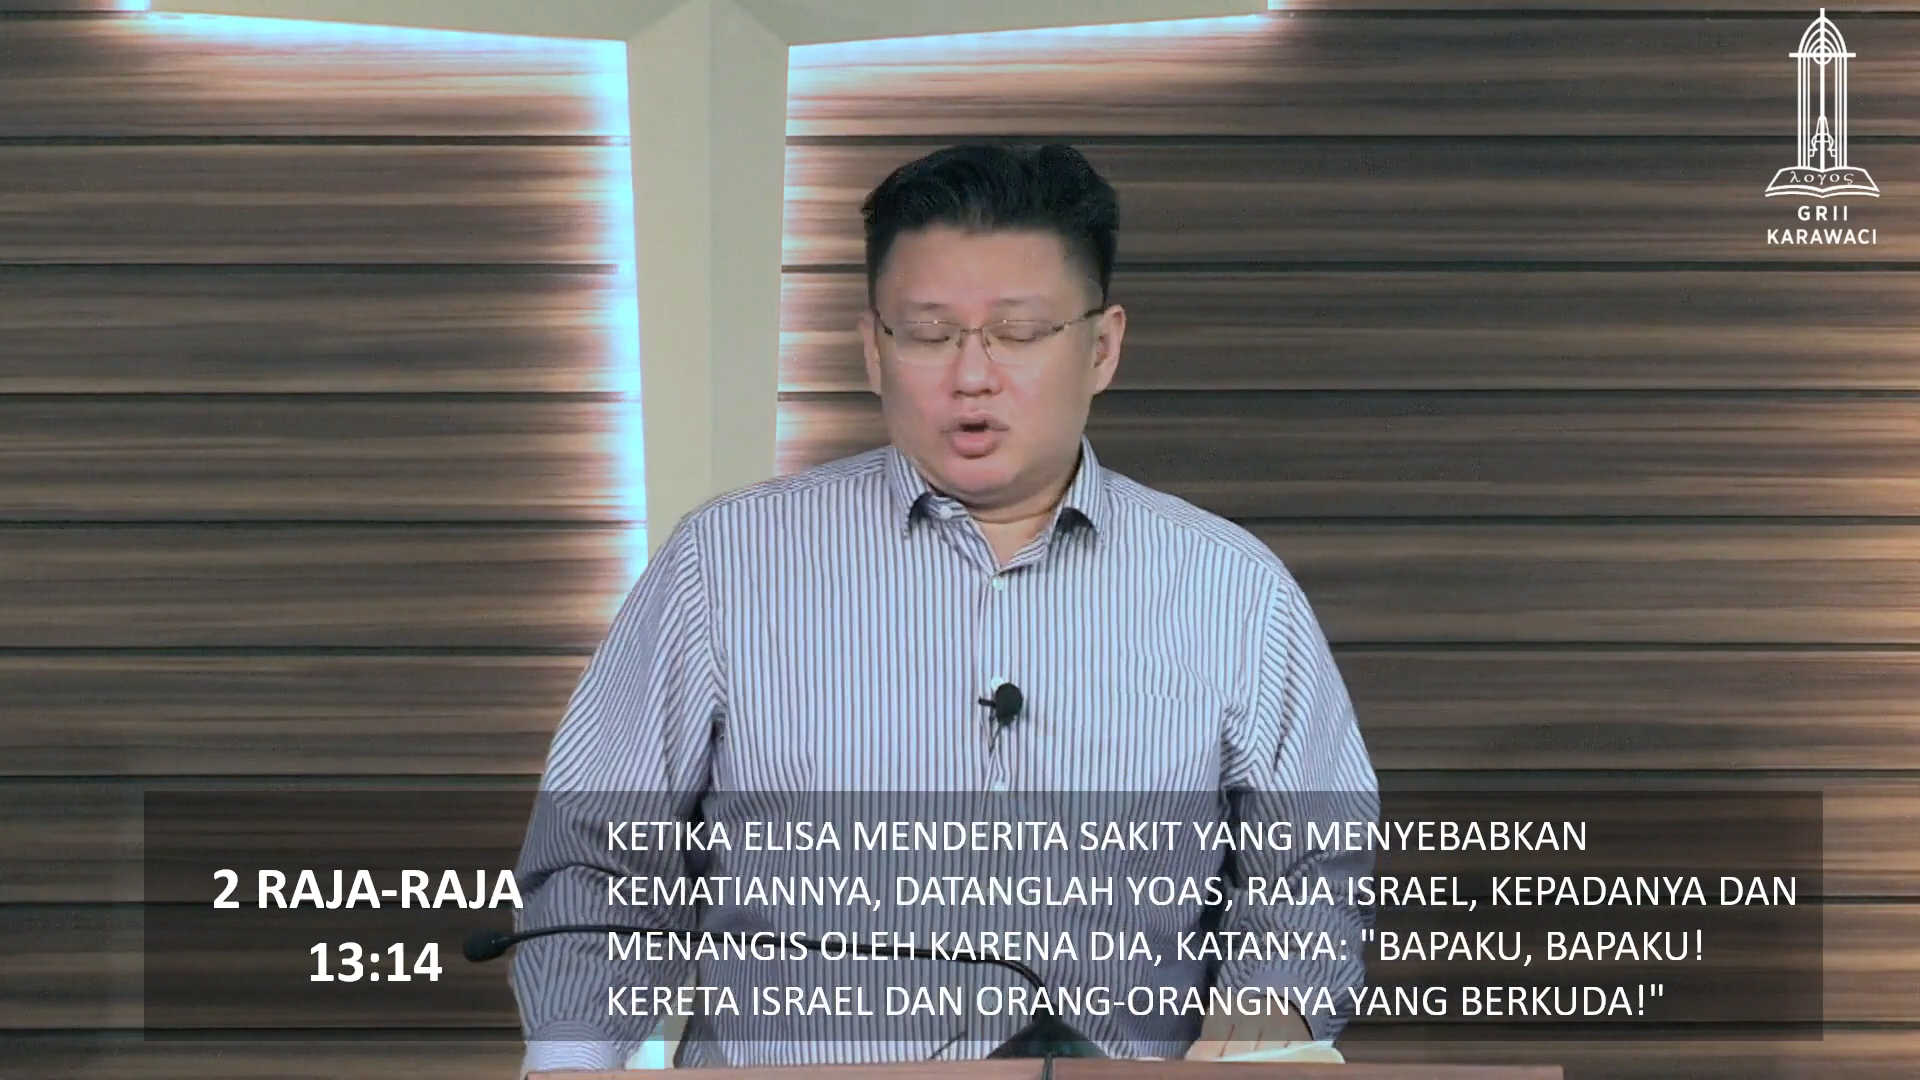 λογος
GRII
KARAWACI
2 RAJA-RAJA
13:14
KETIKA ELISA MENDERITA SAKIT YANG MENYEBABKAN
KEMATIANNYA, DATANGLAH YOAS, RAJA ISRAEL, KEPADANYA DAN
MENANGIS OLEH KARENA DIA, KATANYA: "BAPAKU, BAPAKU!
KERETA ISRAEL DAN ORANG-ORANGNYA YANG BERKUDA!"